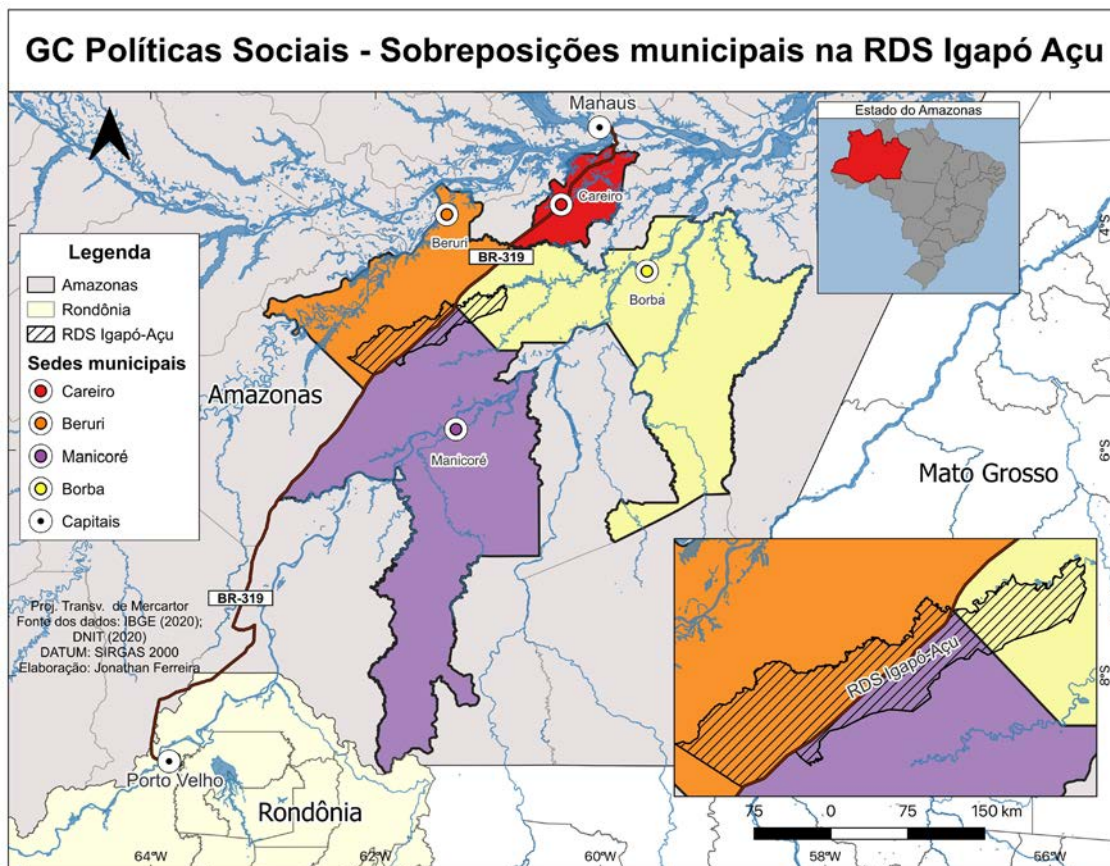 GC Políticas Sociais - Sobreposições municipais na RDS Igapó Açu
Manaus
Estado do Amazonas
Careiro
Beruri
BR-319
Borba
4°S
Legenda
Amazonas
Rondônia
RDS Igapó-Açu
Sedes municipais
Careiro
Beruri
Manicoré
Borba
Capitais
Amazonas
Manicoré
6°S
Mato Grosso
BR-319
Proj. Transv. de Mercartor
Fonte dos dados: IBGE (2020);
DNIT (2020)
DATUM: SIRGAS 2000
Elaboração: Jonathan Ferreira
RDS Igapó-Açu
8°S
Porto Velho
Rondônia
75 0 75 150 km
64°W 62°W 60°W 58°W 56°W